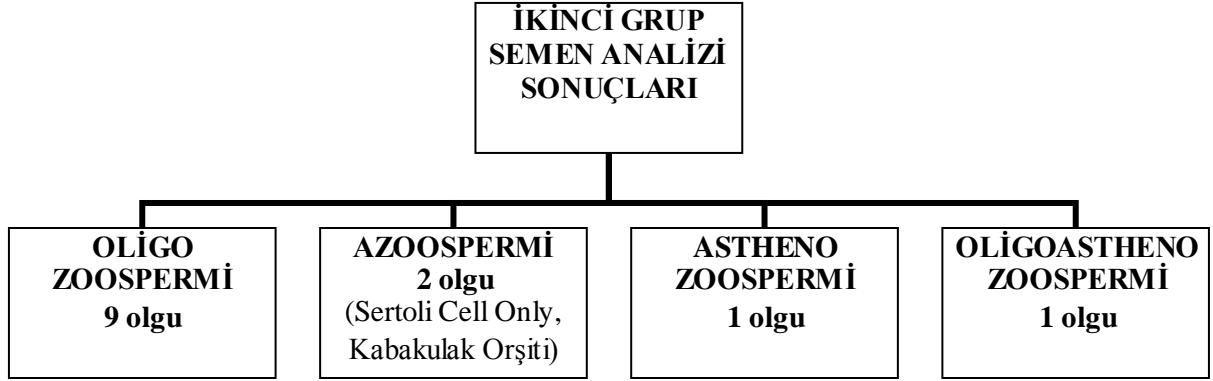 İKİNCİ GRUP
SEMEN ANALİZİ
SONUÇLARI
OLİGO
ZOOSPERMİ
9 olgu
AZOOSPERMİ
2 olgu
(Sertoli Cell Only,
Kabakulak Orşiti)
ASTHENO
ZOOSPERMİ
1 olgu
OLİGOASTHENO
ZOOSPERMİ
1 olgu